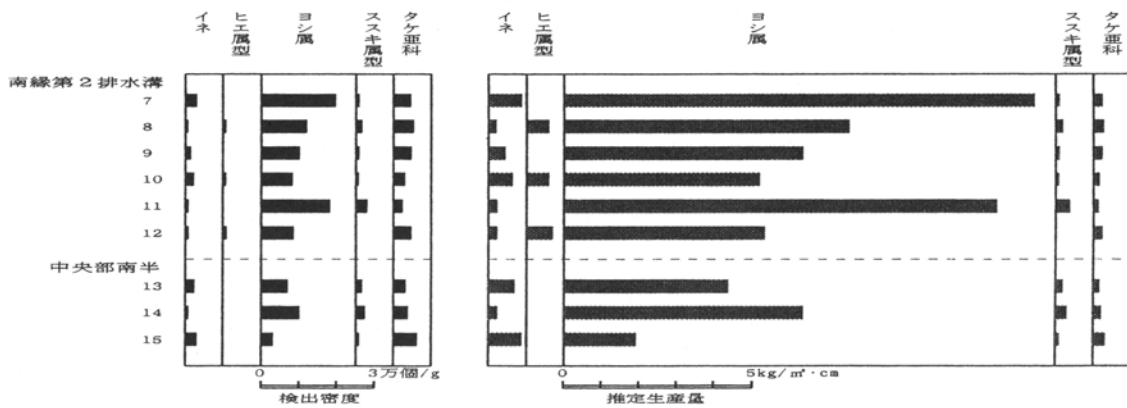 イネ ヒエ属型 ヨシ属 ススキ属型 タケ亜科 イネ ヒエ属型 ヨシ属 ススキ属型 タケ亜科
南縁第2排水溝
7
8
9
10
11
12
中央部南半
13
14
15
0 3万個/g 0 5kg/㎡·cm
検出密度 推定生産量